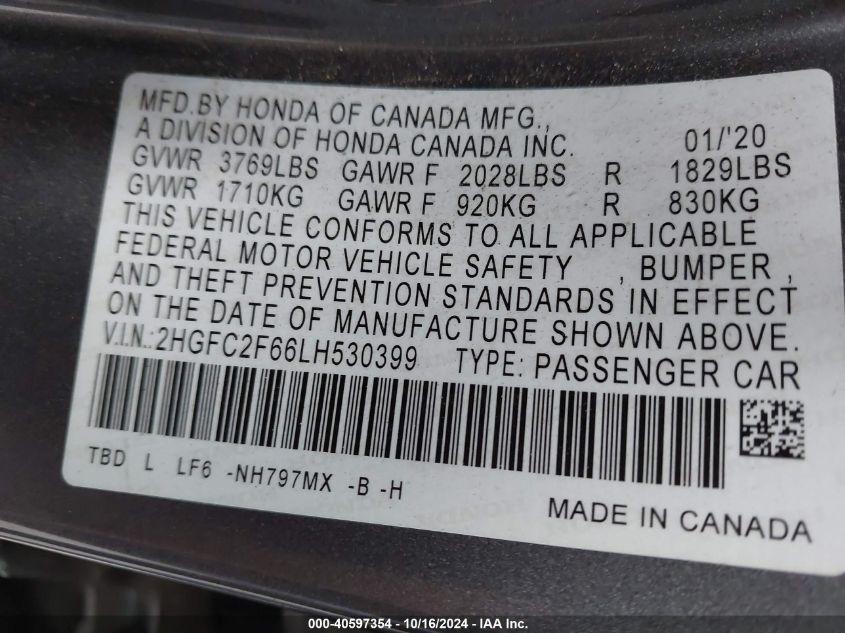 MFD.BY HONDA OF CANADA MFG.,
A DIVISION OF HONDA CANADA INC. 01/'20
GVWR 3769LBS GAWR F 2028LBS R 1829LBS
GVWR 1710KG GAWR F 920KG R 830KG
THIS VEHICLE CONFORMS TO ALL APPLICABLE
FEDERAL MOTOR VEHICLE SAFETY , BUMPER ,
AND THEFT PREVENTION STANDARDS IN EFFECT
ON THE DATE OF MANUFACTURE SHOWN ABOVE.
V.I.N.:2HGFC2F66LH530399 TYPE: PASSENGER CAR
TBD L LF6 -NH797MX -B -H
MADE IN CANADA
000-40597354 - 10/16/2024 - IAA Inc.